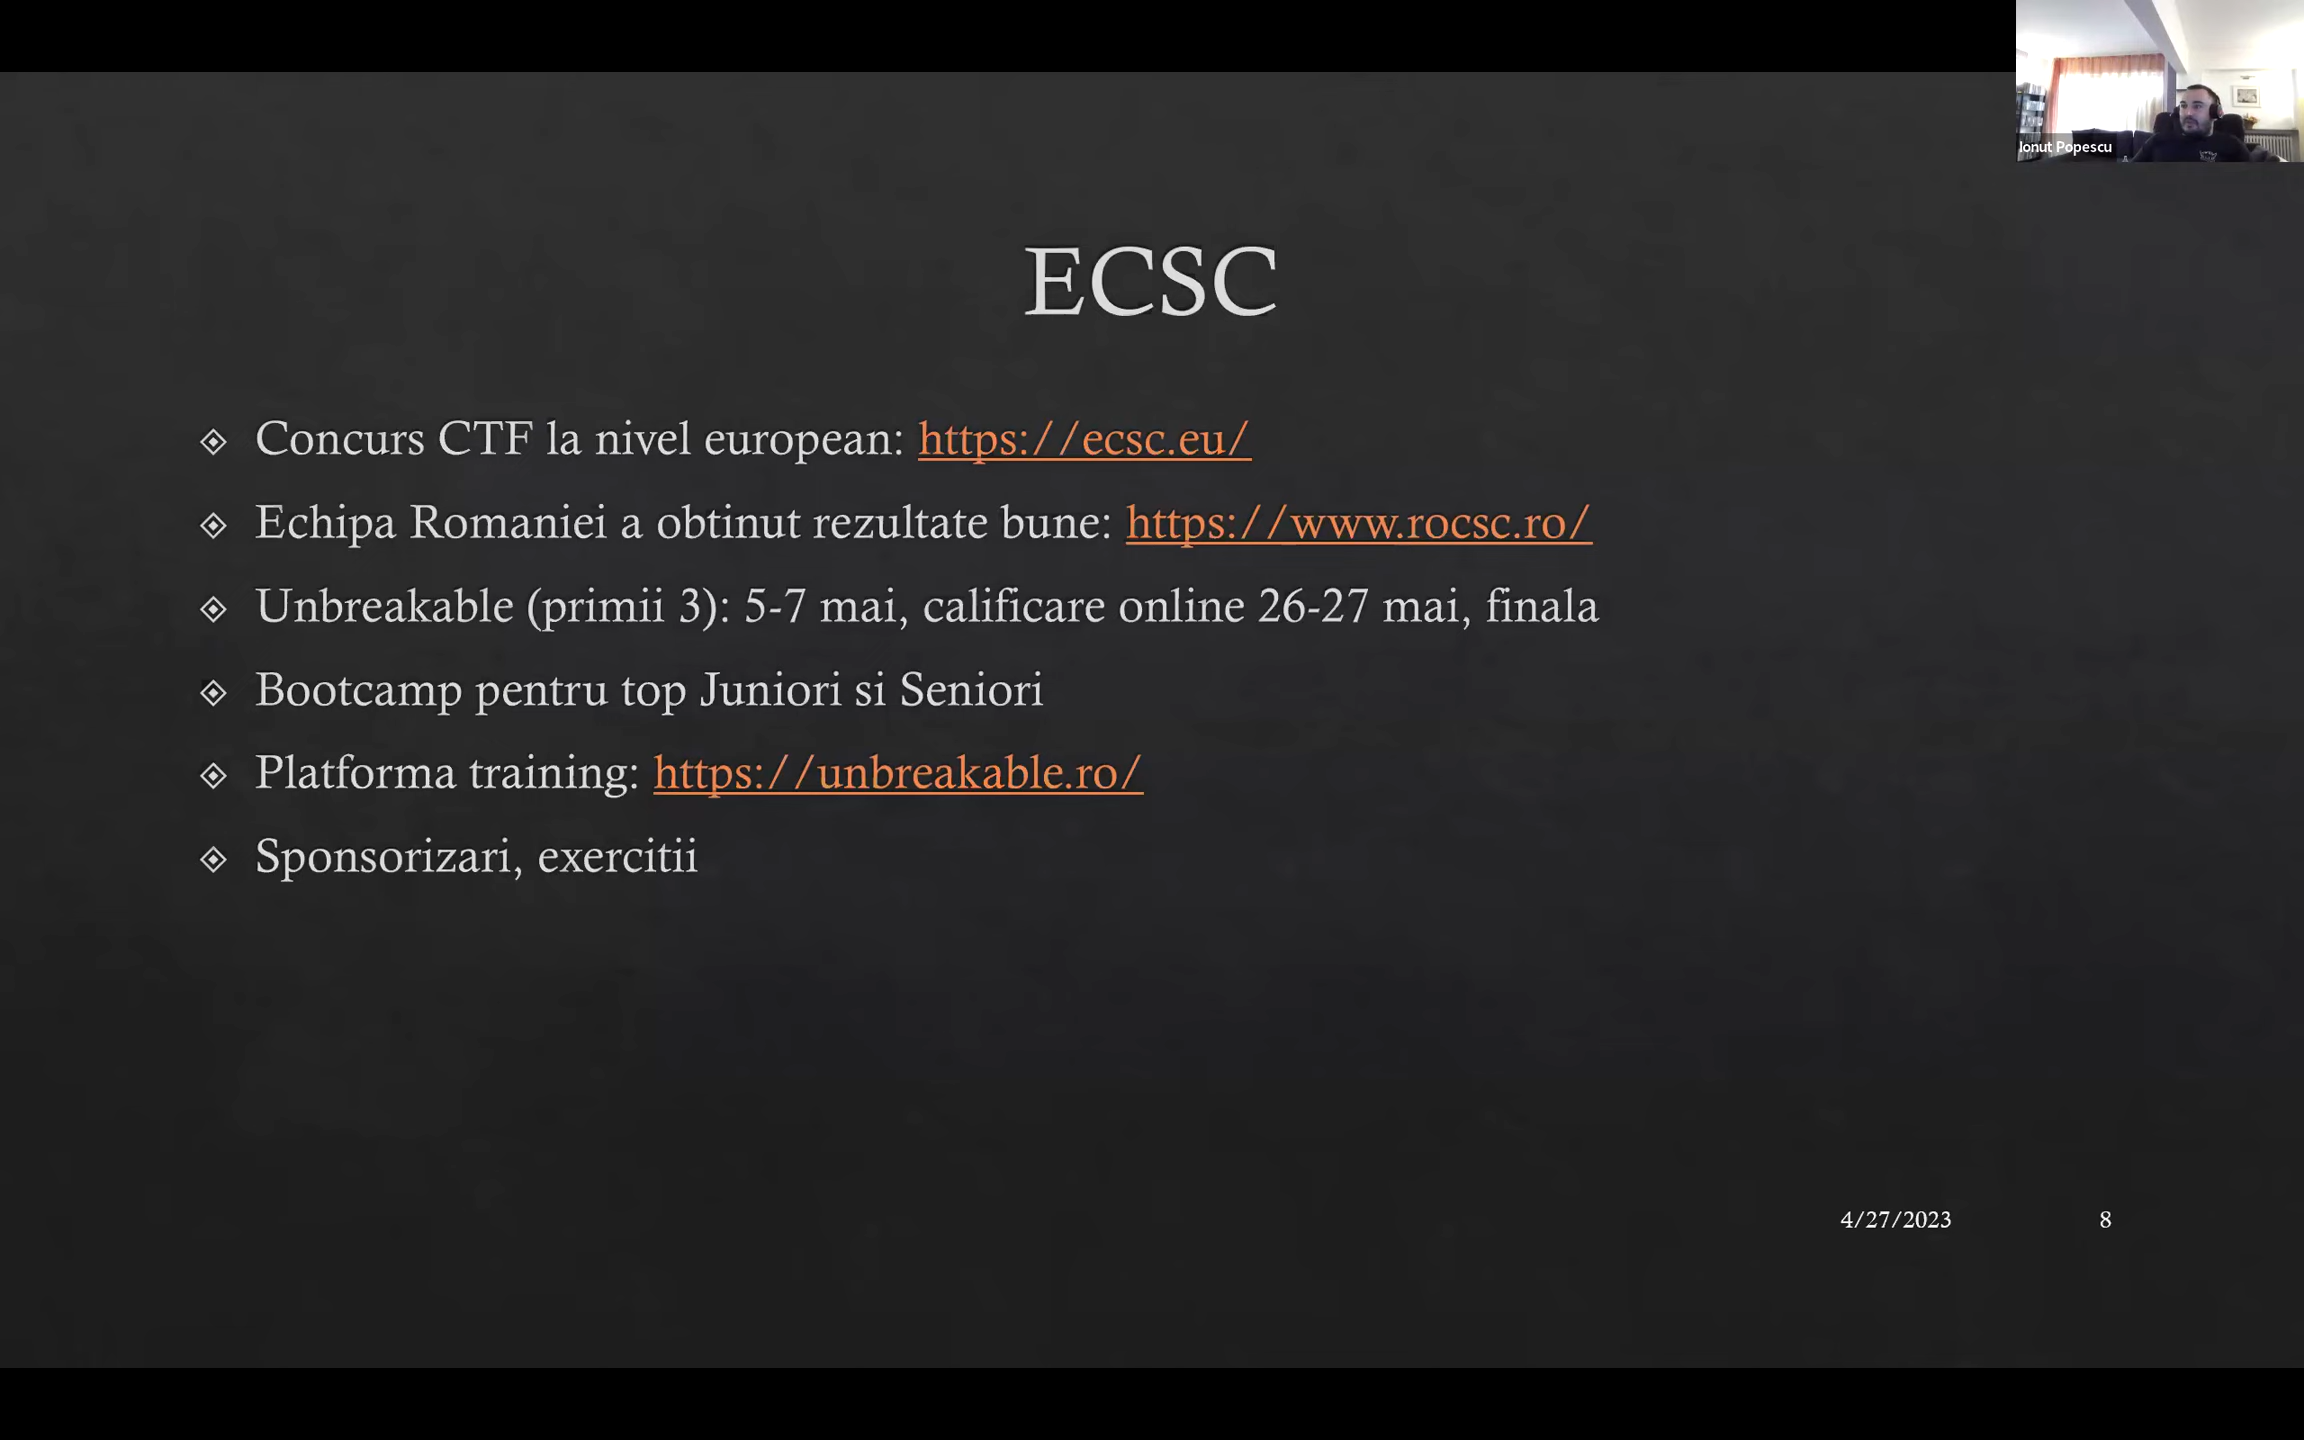 Ionut Popescu
ECSC
Concurs CTF la nivel european: https://ecsc.eu/
Echipa Romaniei a obtinut rezultate bune: https://www.rocsc.ro/
Unbreakable (primii 3): 5-7 mai, calificare online 26-27 mai, finala
Bootcamp pentru top Juniori si Seniori
Platforma training: https://unbreakable.ro/
Sponsorizari, exercitii
4/27/2023 8